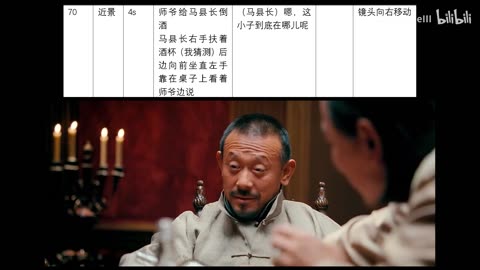 70 近景 4s 师爷给马县长倒 （马县长）嗯，这 镜头向右移动
酒 小子到底在哪儿呢
马县长右手扶着
酒杯（我猜测）后
边向前坐直左手
靠在桌子上看着
师爷边说
elll bilibili